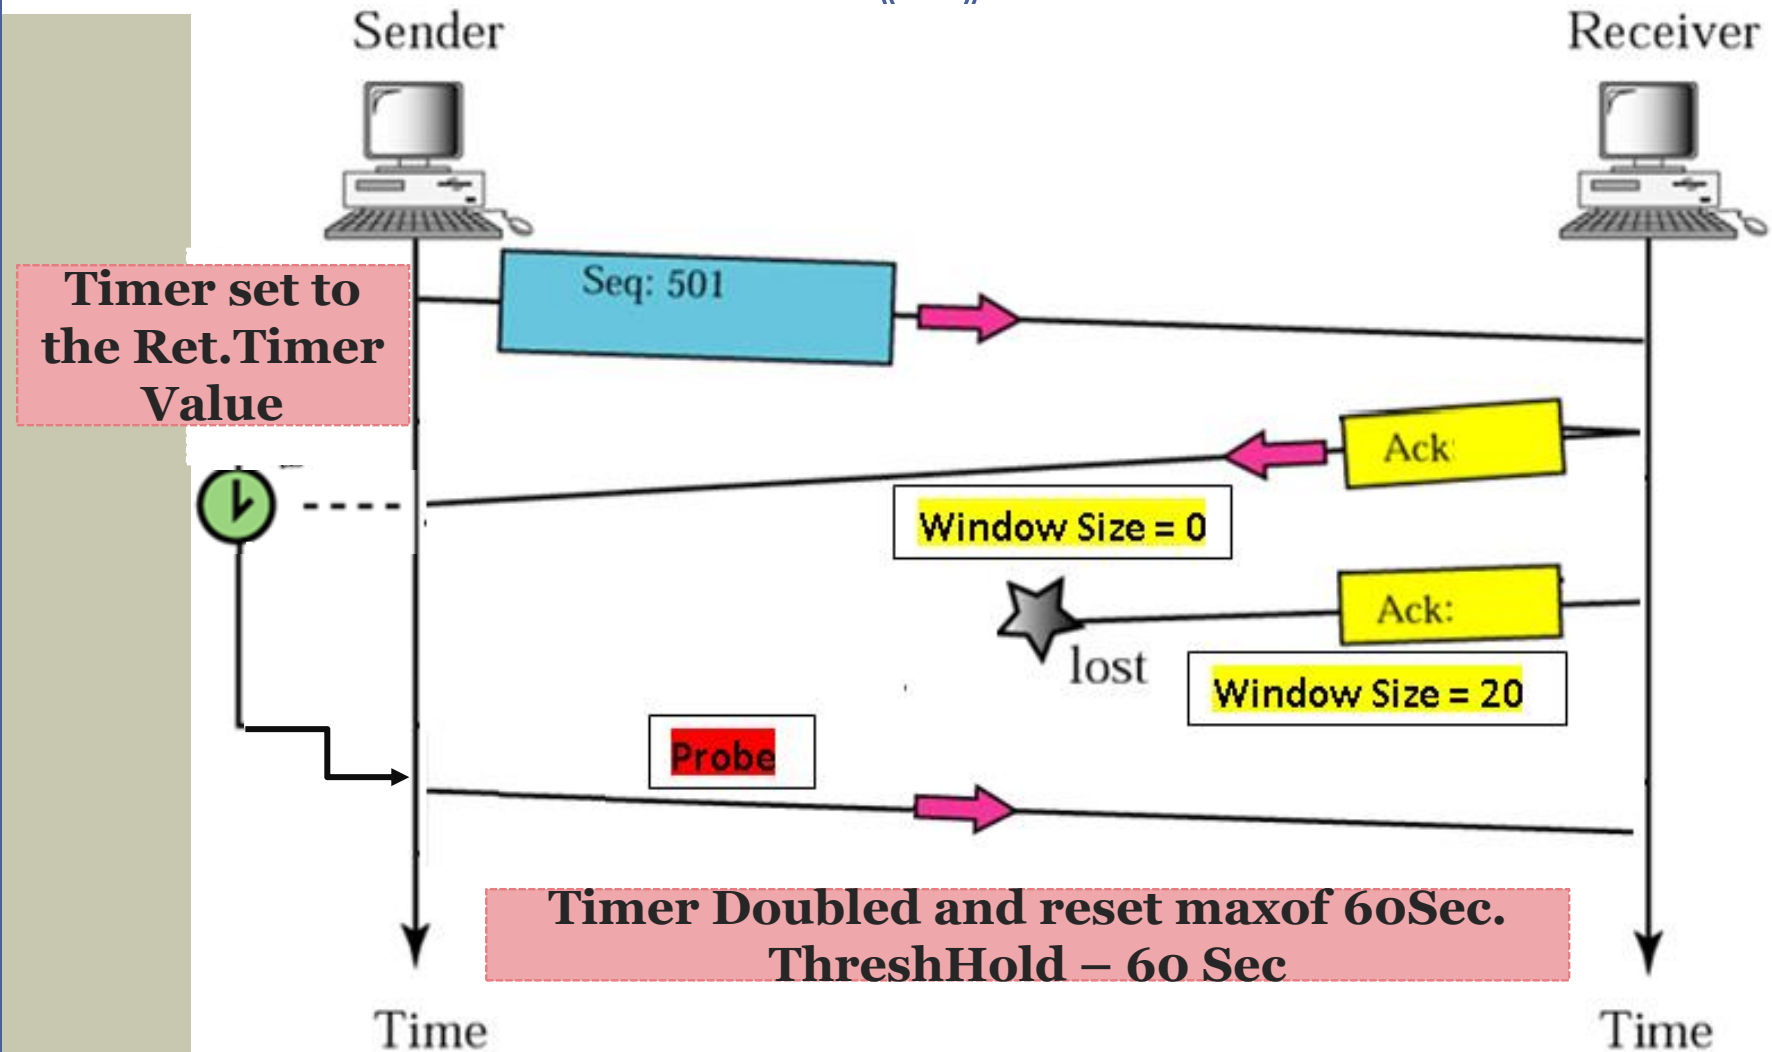 Sender
Receiver
Timer set to
the Ret.Timer
Value
Seq: 501
Ack:
Window Size = 0
Ack:
lost
Window Size = 20
Probe
Timer Doubled and reset maxof 60Sec.
ThreshHold – 60 Sec
Time
Time